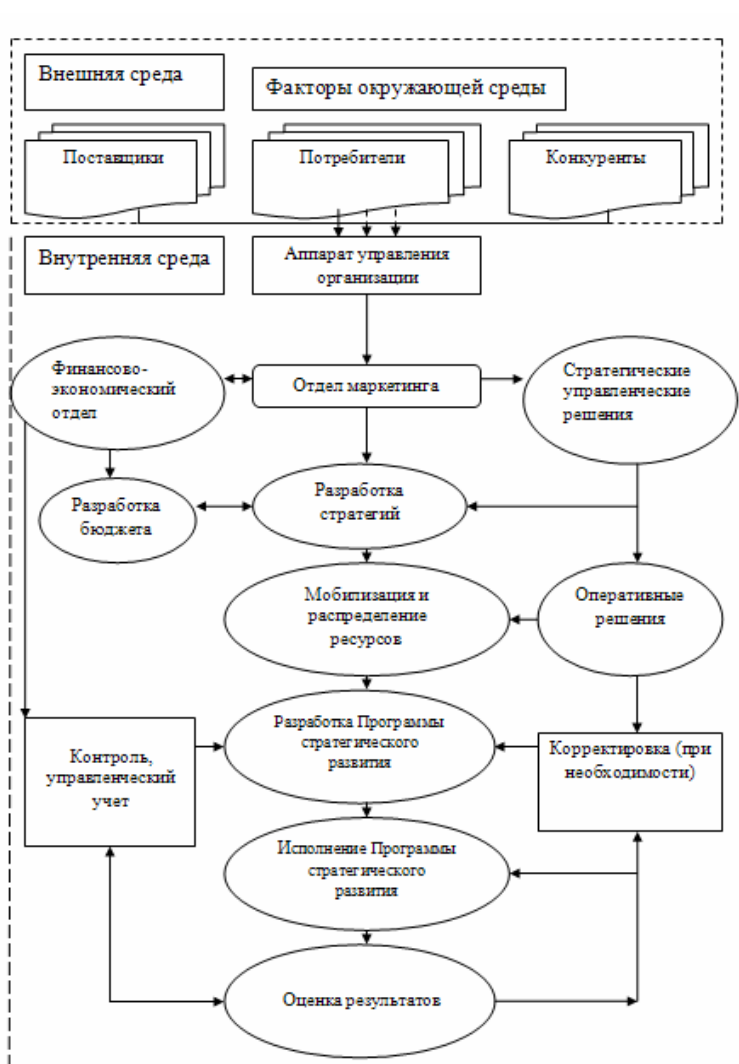 Внешняя среда
Факторы окружающей среды
Поставщики
Потребители
Конкуренты
Внутренняя среда
Аппарат управления
организации
Финансово-
экономический
отдел
Отдел маркетинга
Стратегические
управленческие
решения
Разработка
бюджета
Разработка
стратегий
Мобилизация и
распределение
ресурсов
Оперативные
решения
Контроль,
управленческий
учет
Разработка Программы
стратегического
развития
Корректировка (при
необходимости)
Исполнение Программы
стратегического
развития
Оценка результатов